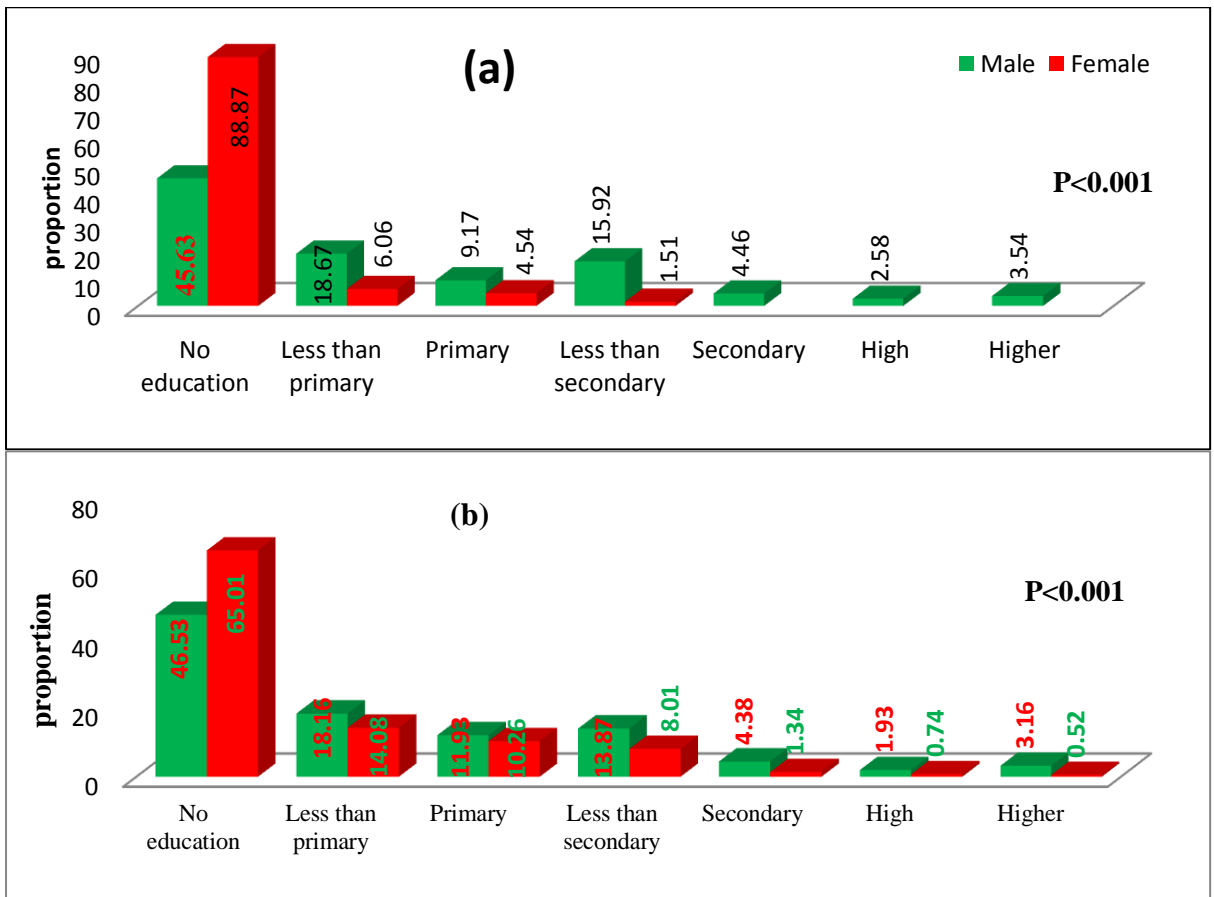 (a)
Male Female
P<0.001
proportion
90
80
70
60
50
40
30
20
10
0
45.63
88.87
18.67
6.06
9.17
4.54
15.92
1.51
4.46
2.58
3.54
No
education
Less than
primary
Primary
Less than
secondary
Secondary
High
Higher
(b)
P<0.001
proportion
80
60
40
20
0
46.53
65.01
18.16
14.08
11.93
10.26
13.87
8.01
4.38
1.34
1.93
0.74
3.16
0.52
No
education
Less than
primary
Primary
Less than
secondary
Secondary
High
Higher